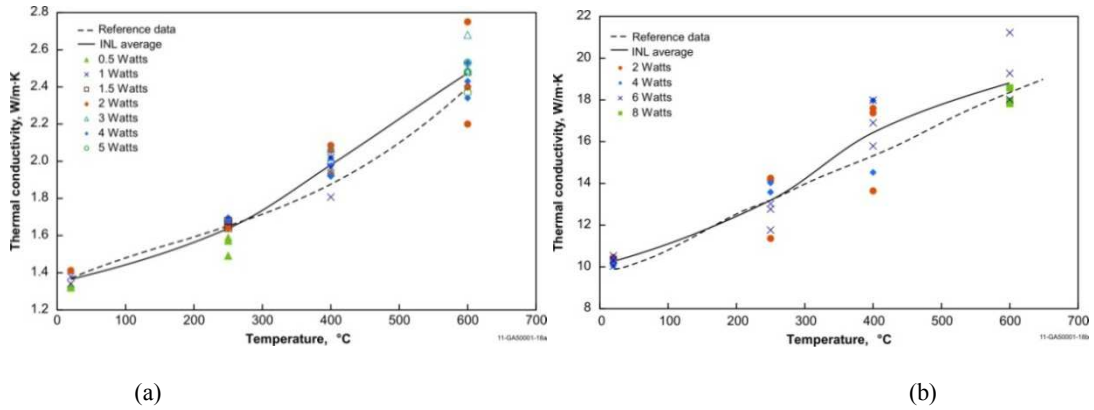 2.8
2.6
2.4
2.2
2.0
1.8
1.6
1.4
1.2
Thermal conductivity, W/m·K
Reference data
INL average
0.5 Watts
1 Watts
1.5 Watts
2 Watts
3 Watts
4 Watts
5 Watts
0 100 200 300 400 500 600 700
Temperature, °C
11-GA50001-18a
(a)
22
20
18
16
14
12
10
8
Thermal conductivity, W/m·K
Reference data
INL average
2 Watts
4 Watts
6 Watts
8 Watts
0 100 200 300 400 500 600 700
Temperature, °C
11-GA50001-18b
(b)